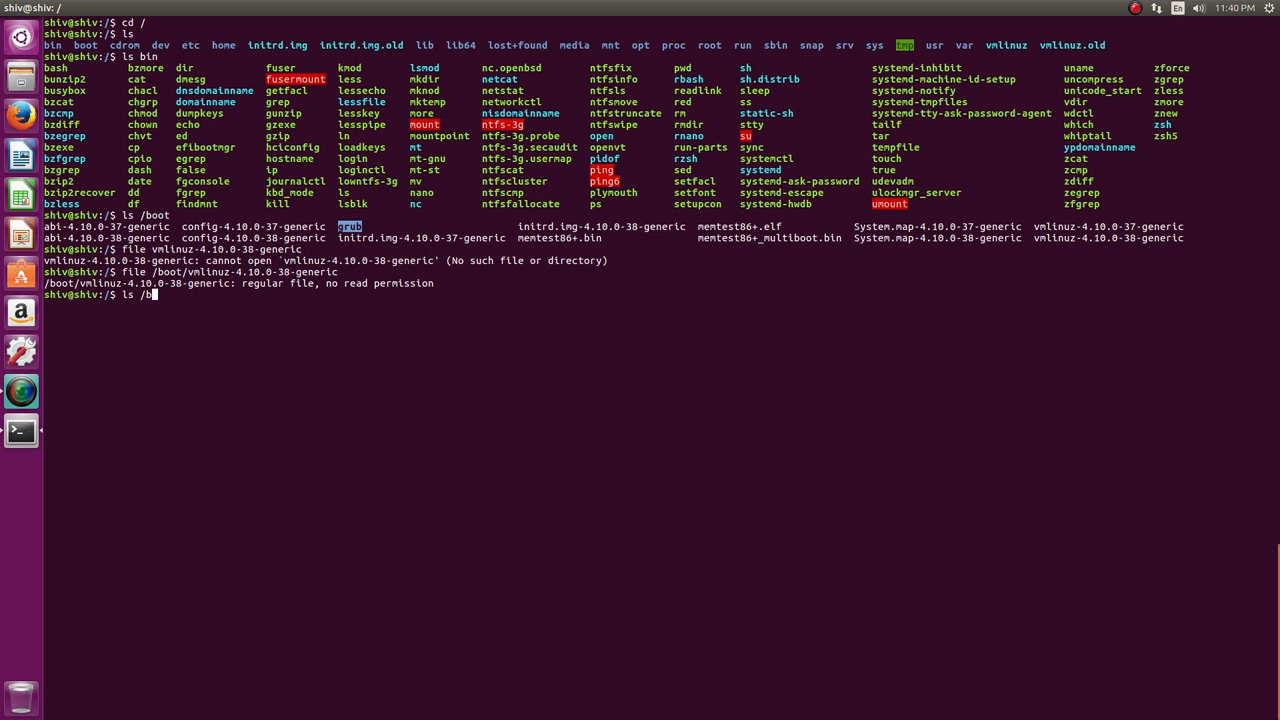 shiv@shiv: /
En
11:40 PM
shiv@shiv:/$ cd /
shiv@shiv:/$ ls
bin boot cdrom dev etc home initrd.img initrd.img.old lib lib64 lost+found media mnt opt proc root run sbin snap srv sys tmp usr var vmlinuz vmlinuz.old
shiv@shiv:/$ ls bin
bash bzmore dir fuser kmod lsmod nc.openbsd ntfsfix pwd sh systemd-inhibit uname zforce
bunzip2 cat dmesg fusermount less mkdir netcat ntfsinfo rbash sh.distrib systemd-machine-id-setup uncompress zgrep
busybox chacl dnsdomainname getfacl lessecho mknod netstat ntfsls readlink sleep systemd-notify unicode_start zless
bzcat chgrp domainname grep lessfile mktemp networkctl ntfsmove red ss systemd-tmpfiles vdir zmore
bzcmp chmod dumpkeys gunzip lesskey more nisdomainname ntfstruncate rm static-sh systemd-tty-ask-password-agent wdctl znew
bzdiff chown echo gzexe lesspipe mount ntfs-3g ntfswipe rmdir stty tailf which zsh
bzegrep chvt ed gzip ln mountpoint ntfs-3g.probe open rnano su tar whiptail zsh5
bzexe cp efibootmgr hciconfig loadkeys mt ntfs-3g.secaudit openvt run-parts sync tempfile ypdomainname
bzfgrep cpio egrep hostname login mt-gnu ntfs-3g.usermap pidof rzsh systemctl touch zcat
bzgrep dash false ip loginctl mt-st ntfscat ping sed systemd true zcmp
bzip2 date fgconsole journalctl lowntfs-3g mv ntfscluster ping6 setfacl systemd-ask-password udevadm zdiff
bzip2recover dd fgrep kbd_mode ls nano ntfscmp plymouth setfont systemd-escape ulockmgr_server zegrep
bzless df findmnt kill lsblk nc ntfsfallocate ps setupcon systemd-hwdb umount zfgrep
shiv@shiv:/$ ls /boot
abi-4.10.0-37-generic config-4.10.0-37-generic grub initrd.img-4.10.0-38-generic memtest86+.elf System.map-4.10.0-37-generic vmlinuz-4.10.0-37-generic
abi-4.10.0-38-generic config-4.10.0-38-generic initrd.img-4.10.0-37-generic memtest86+.bin memtest86+_multiboot.bin System.map-4.10.0-38-generic vmlinuz-4.10.0-38-generic
shiv@shiv:/$ file vmlinuz-4.10.0-38-generic
vmlinuz-4.10.0-38-generic: cannot open `vmlinuz-4.10.0-38-generic' (No such file or directory)
shiv@shiv:/$ file /boot/vmlinuz-4.10.0-38-generic
/boot/vmlinuz-4.10.0-38-generic: regular file, no read permission
shiv@shiv:/$ ls /b